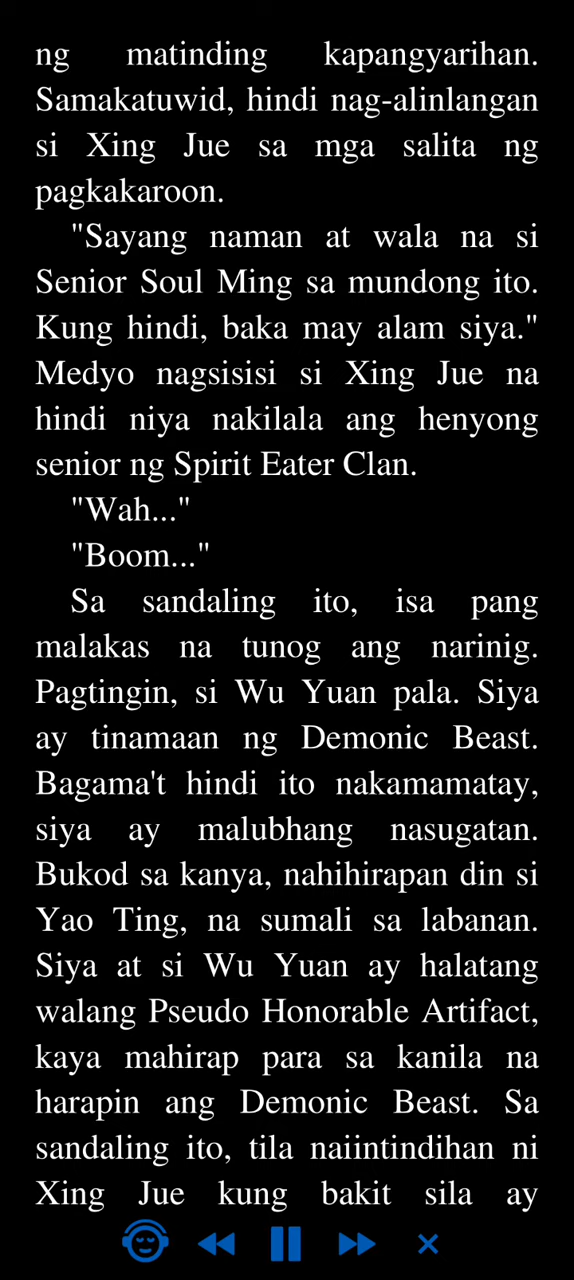 ng matinding kapangyarihan.
Samakatuwid, hindi nag-alinlangan
si Xing Jue sa mga salita ng
pagkakaroon.
"Sayang naman at wala na si
Senior Soul Ming sa mundong ito.
Kung hindi, baka may alam siya."
Medyo nagsisisi si Xing Jue na
hindi niya nakilala ang henyong
senior ng Spirit Eater Clan.
"Wah..."
"Boom..."
Sa sandaling ito, isa pang
malakas na tunog ang narinig.
Pagtingin, si Wu Yuan pala. Siya
ay tinamaan ng Demonic Beast.
Bagama't hindi ito nakamamatay,
siya ay malubhang nasugatan.
Bukod sa kanya, nahihirapan din si
Yao Ting, na sumali sa labanan.
Siya at si Wu Yuan ay halatang
walang Pseudo Honorable Artifact,
kaya mahirap para sa kanila na
harapin ang Demonic Beast. Sa
sandaling ito, tila naiintindihan ni
Xing Jue kung bakit sila ay